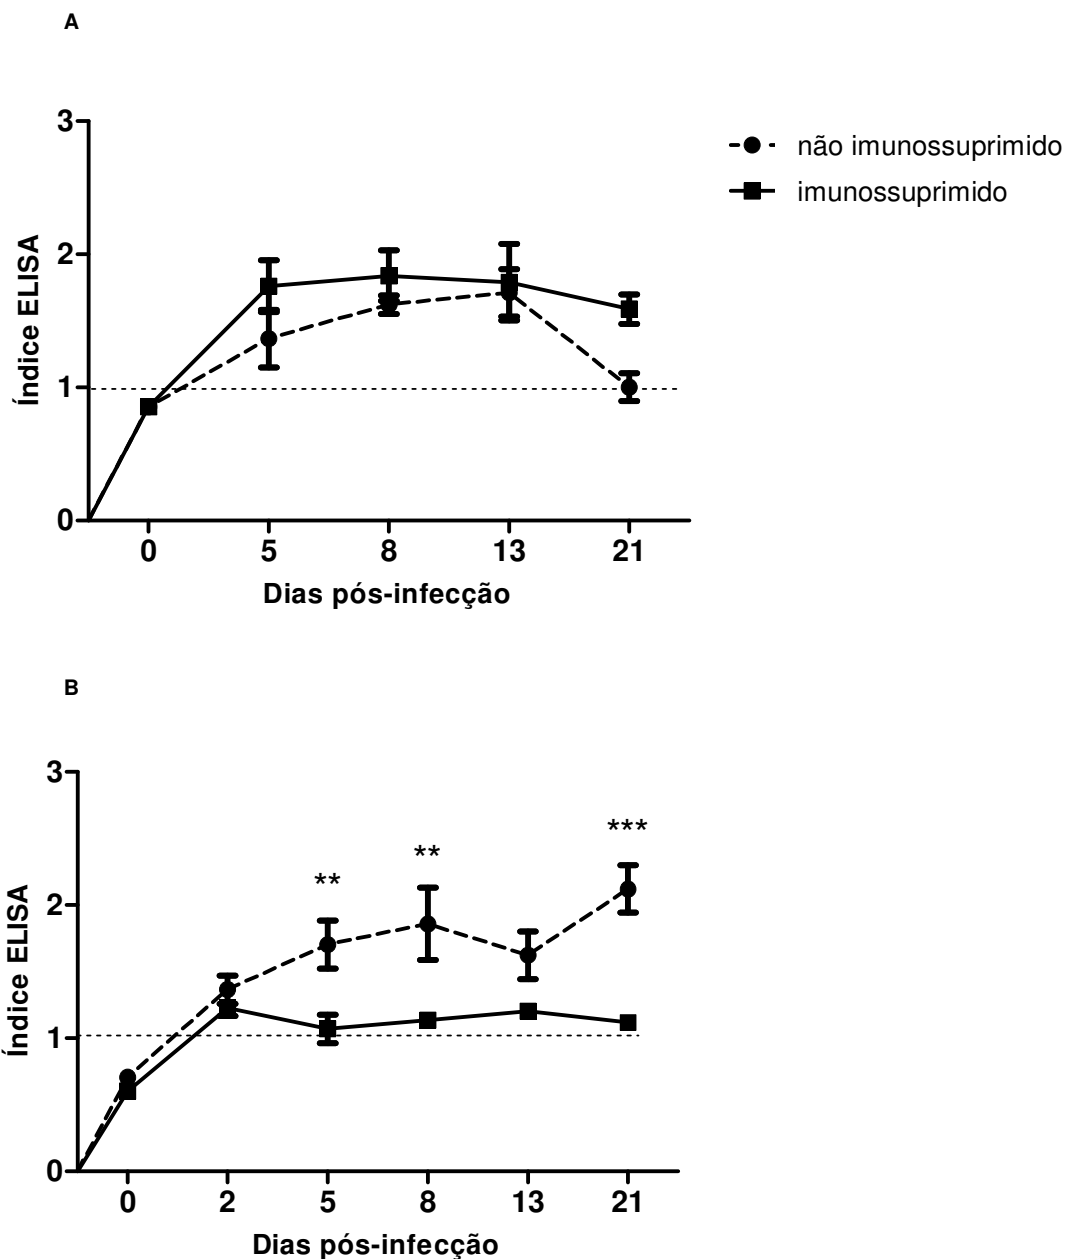 A
3
2
1
0
Índice ELISA
0 5 8 13 21
Dias pós-infecção
não imunossuprimido
imunossuprimido
B
3
2
1
0
Índice ELISA
** ** ***
0 2 5 8 13 21
Dias pós-infecção